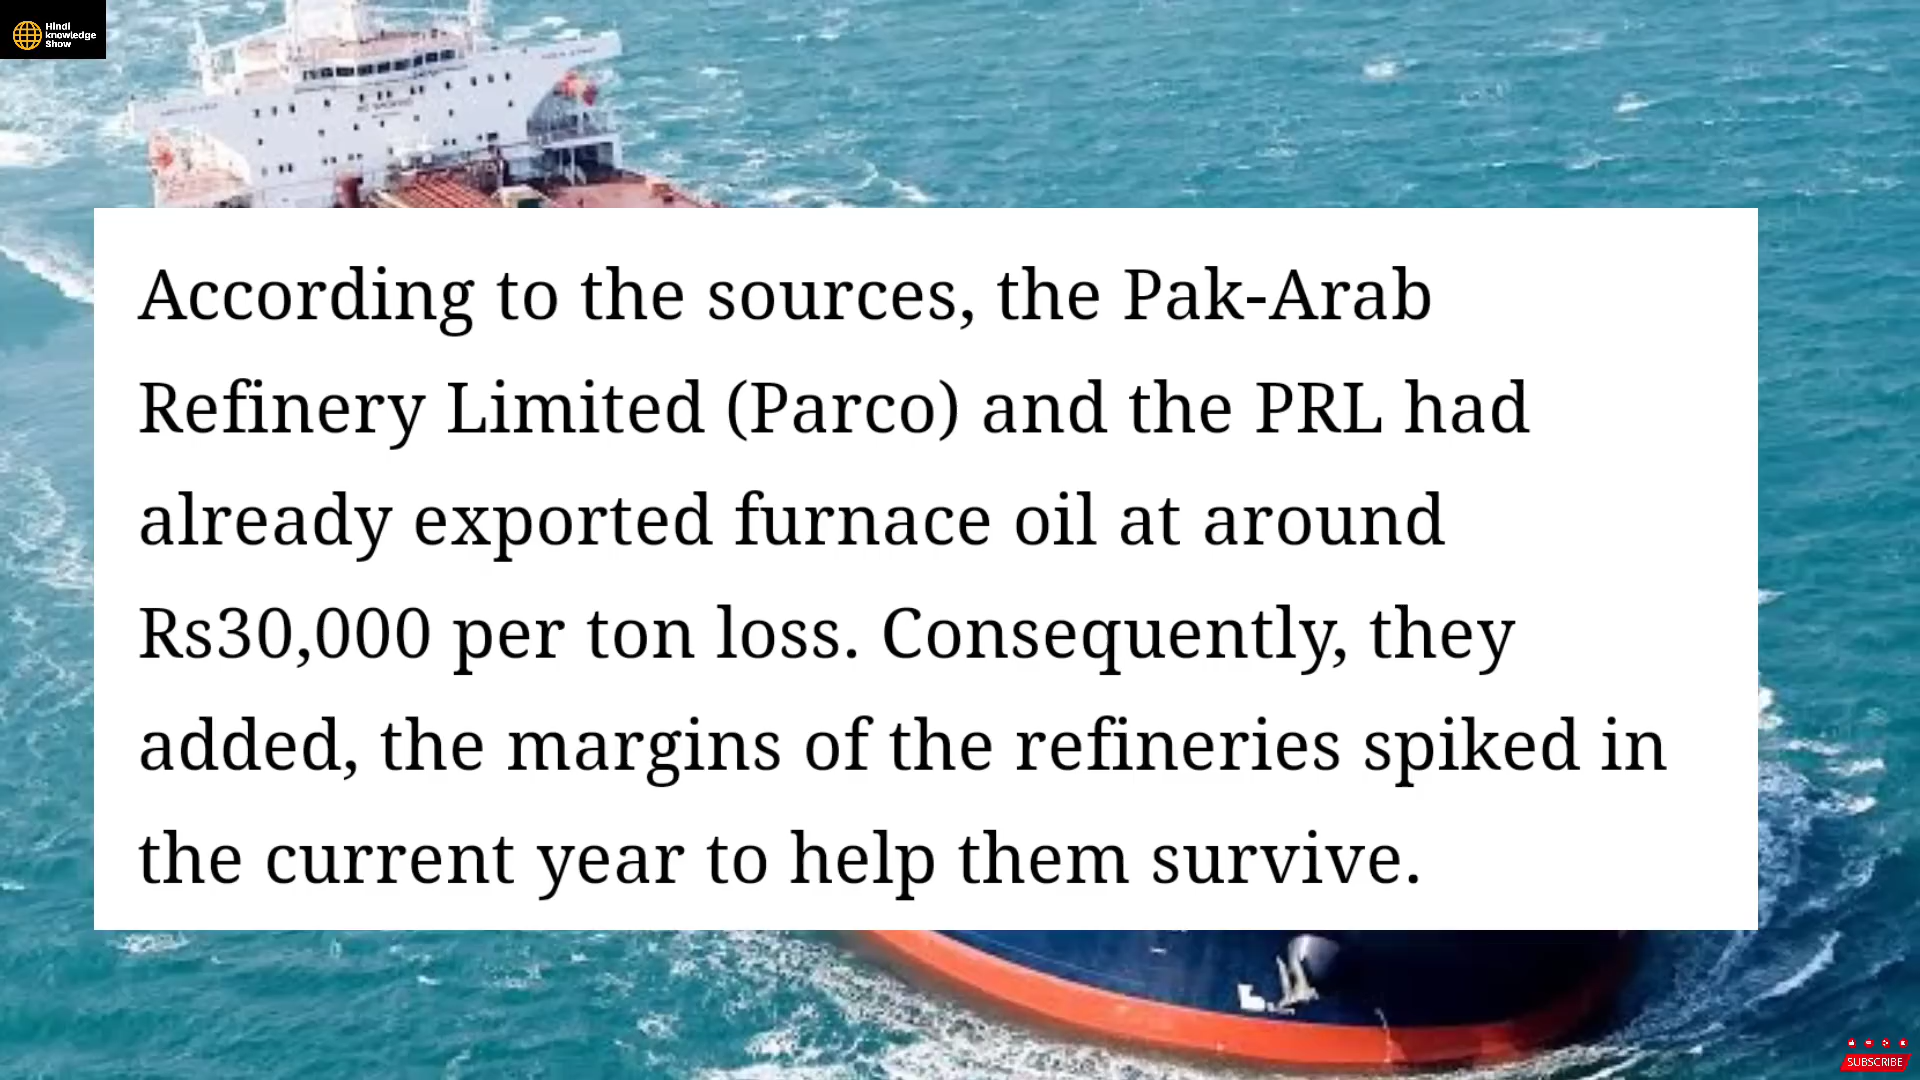 Hindi
knowledge
Show
According to the sources, the Pak-Arab
Refinery Limited (Parco) and the PRL had
already exported furnace oil at around
Rs30,000 per ton loss. Consequently, they
added, the margins of the refineries spiked in
the current year to help them survive.
SUBSCRIBE